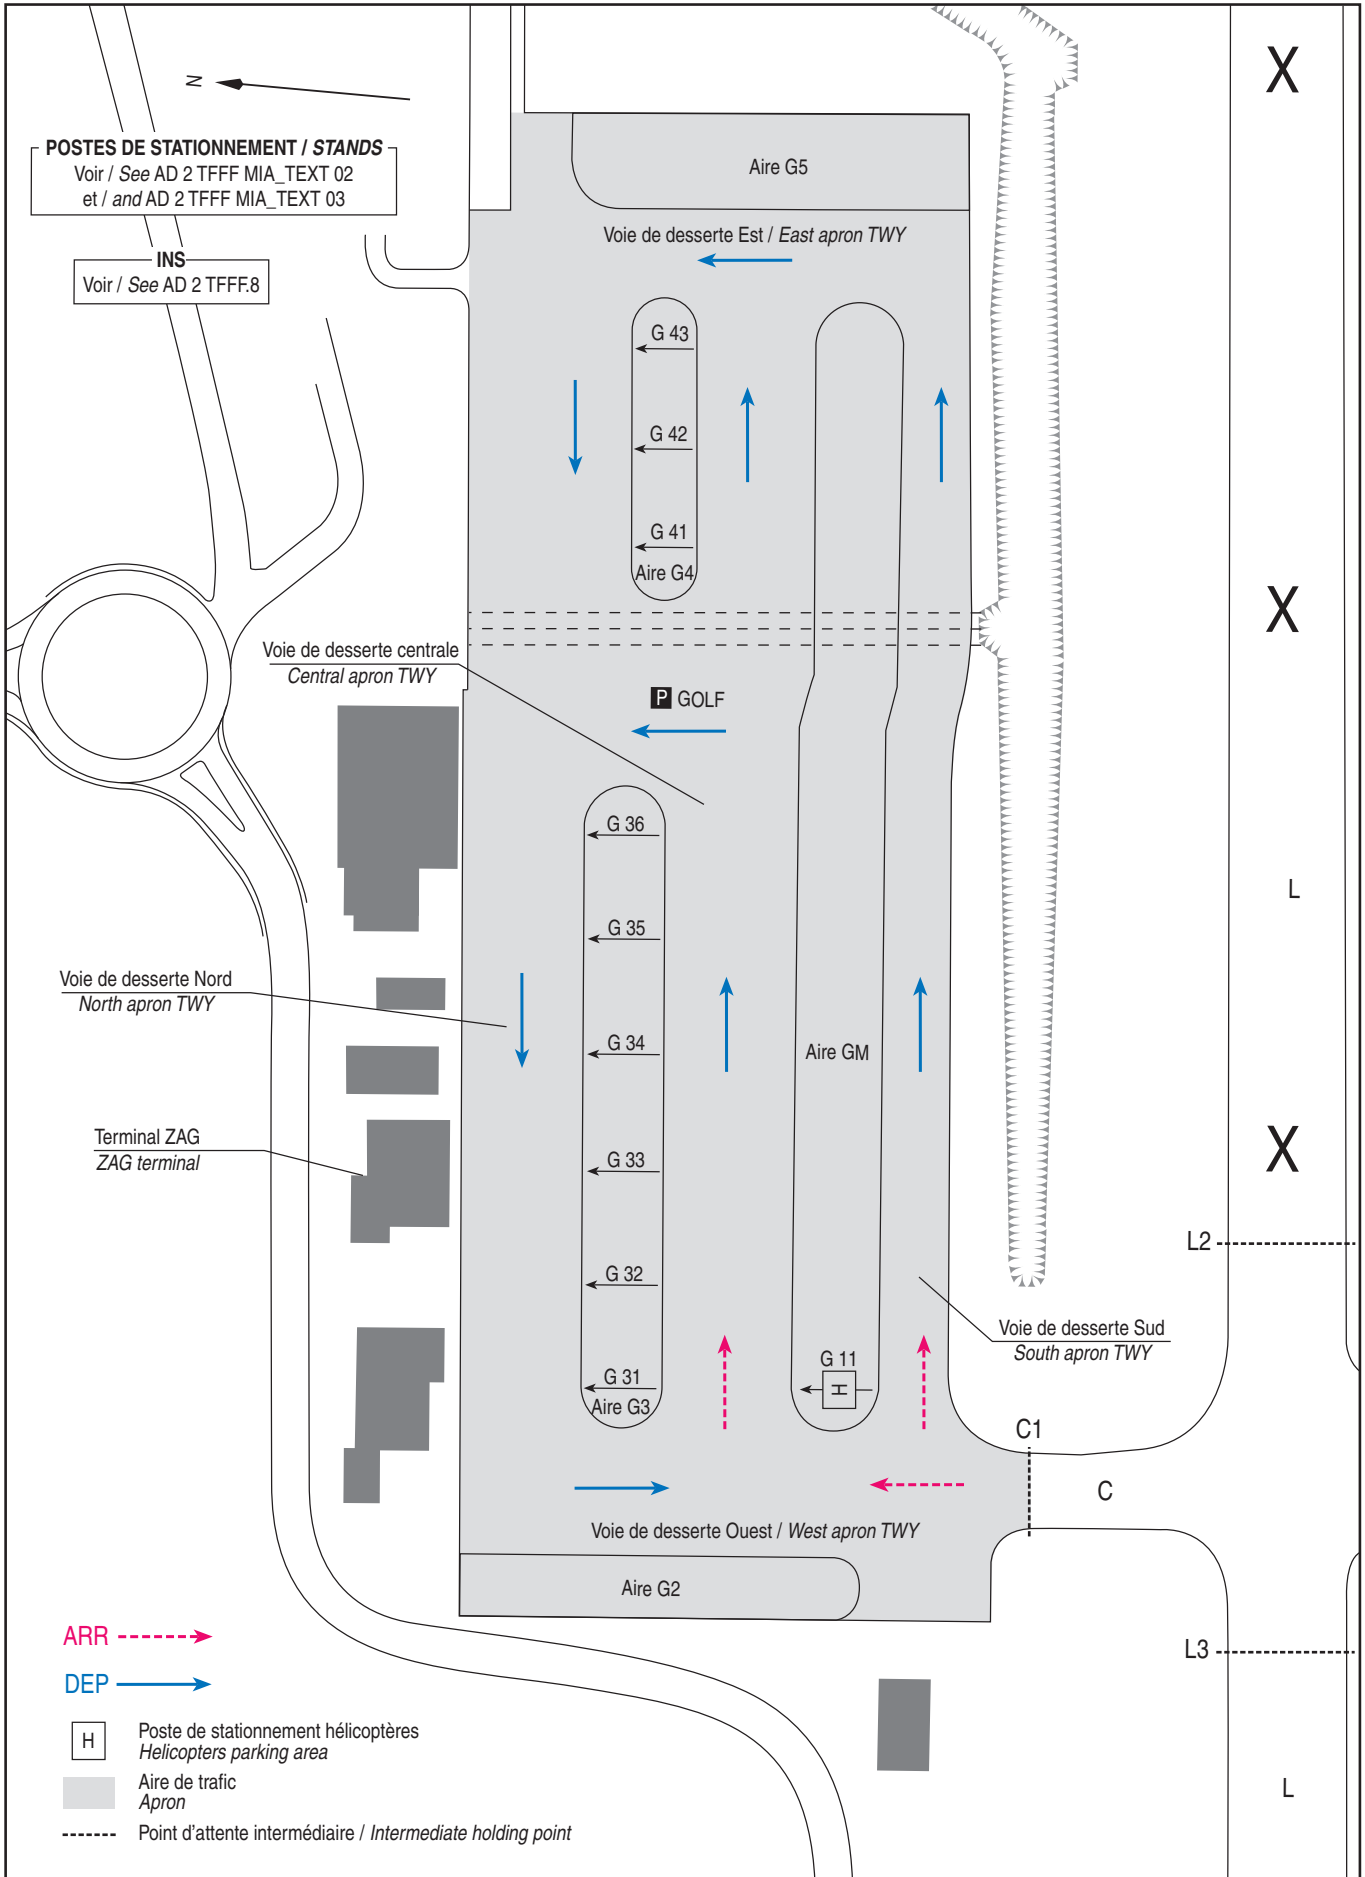 X
N
POSTES DE STATIONNEMENT / STANDS
Voir / See AD 2 TFFF MIA_TEXT 02
et / and AD 2 TFFF MIA_TEXT 03
Aire G5
Voie de desserte Est / East apron TWY
INS
Voir / See AD 2 TFFF.8
G 43
G 42
G 41
Aire G4
X
Voie de desserte centrale
Central apron TWY
P GOLF
G 36
L
G 35
Voie de desserte Nord
North apron TWY
G 34
Aire GM
Terminal ZAG
ZAG terminal
G 33
X
L2
G 32
Voie de desserte Sud
South apron TWY
G 11
H
G 31
Aire G3
C1
C
Voie de desserte Ouest / West apron TWY
Aire G2
ARR
L3
DEP
H
Poste de stationnement hélicoptères
Helicopters parking area
Aire de trafic
Apron
L
Point d'attente intermédiaire / Intermediate holding point